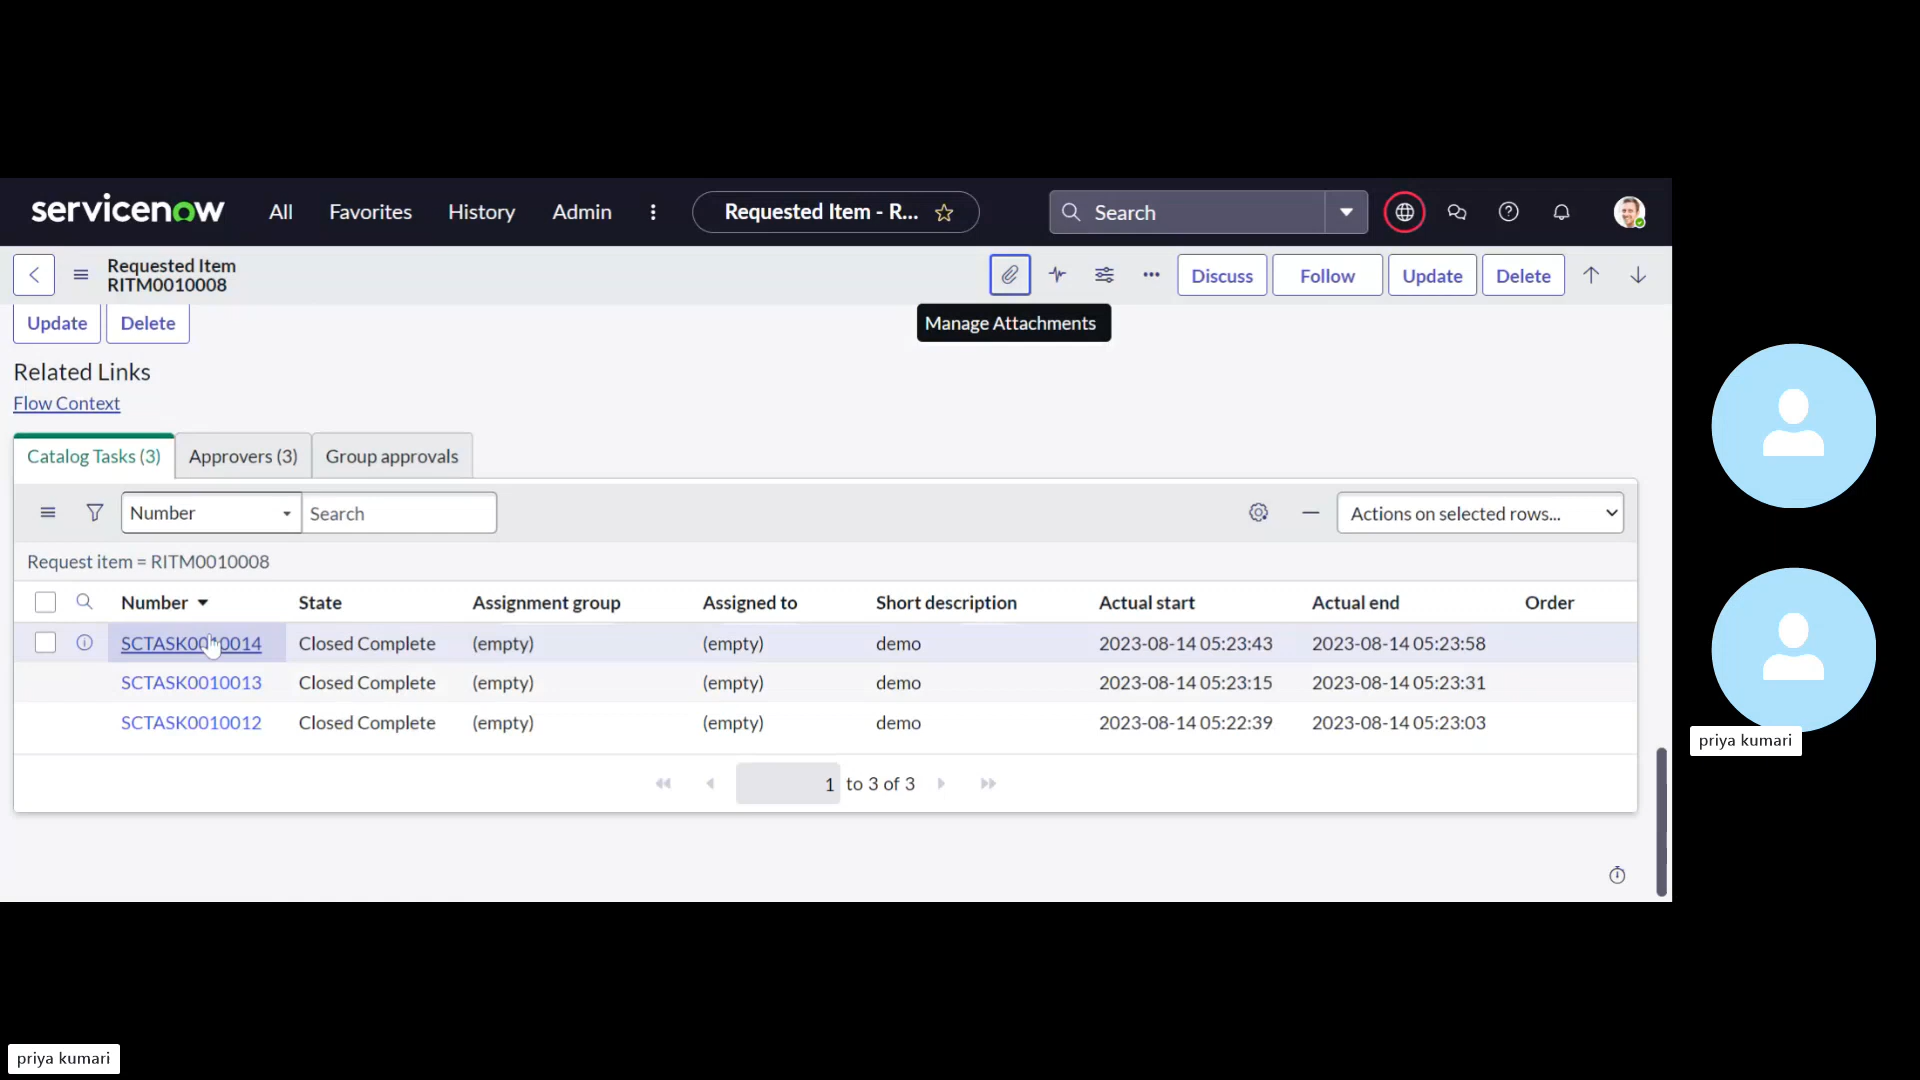 servicenow All Favorites History Admin Requested Item - R... Search
Requested Item
RITM0010008
Discuss Follow Update Delete
Update Delete
Manage Attachments
Related Links
Flow Context
Catalog Tasks (3) Approvers (3) Group approvals
Number Search Actions on selected rows...
Request item = RITM0010008
Number State Assignment group Assigned to Short description Actual start Actual end Order
SCTASK0010014 Closed Complete (empty) (empty) demo 2023-08-14 05:23:43 2023-08-14 05:23:58
SCTASK0010013 Closed Complete (empty) (empty) demo 2023-08-14 05:23:15 2023-08-14 05:23:31
SCTASK0010012 Closed Complete (empty) (empty) demo 2023-08-14 05:22:39 2023-08-14 05:23:03
1 to 3 of 3
priya kumari
priya kumari